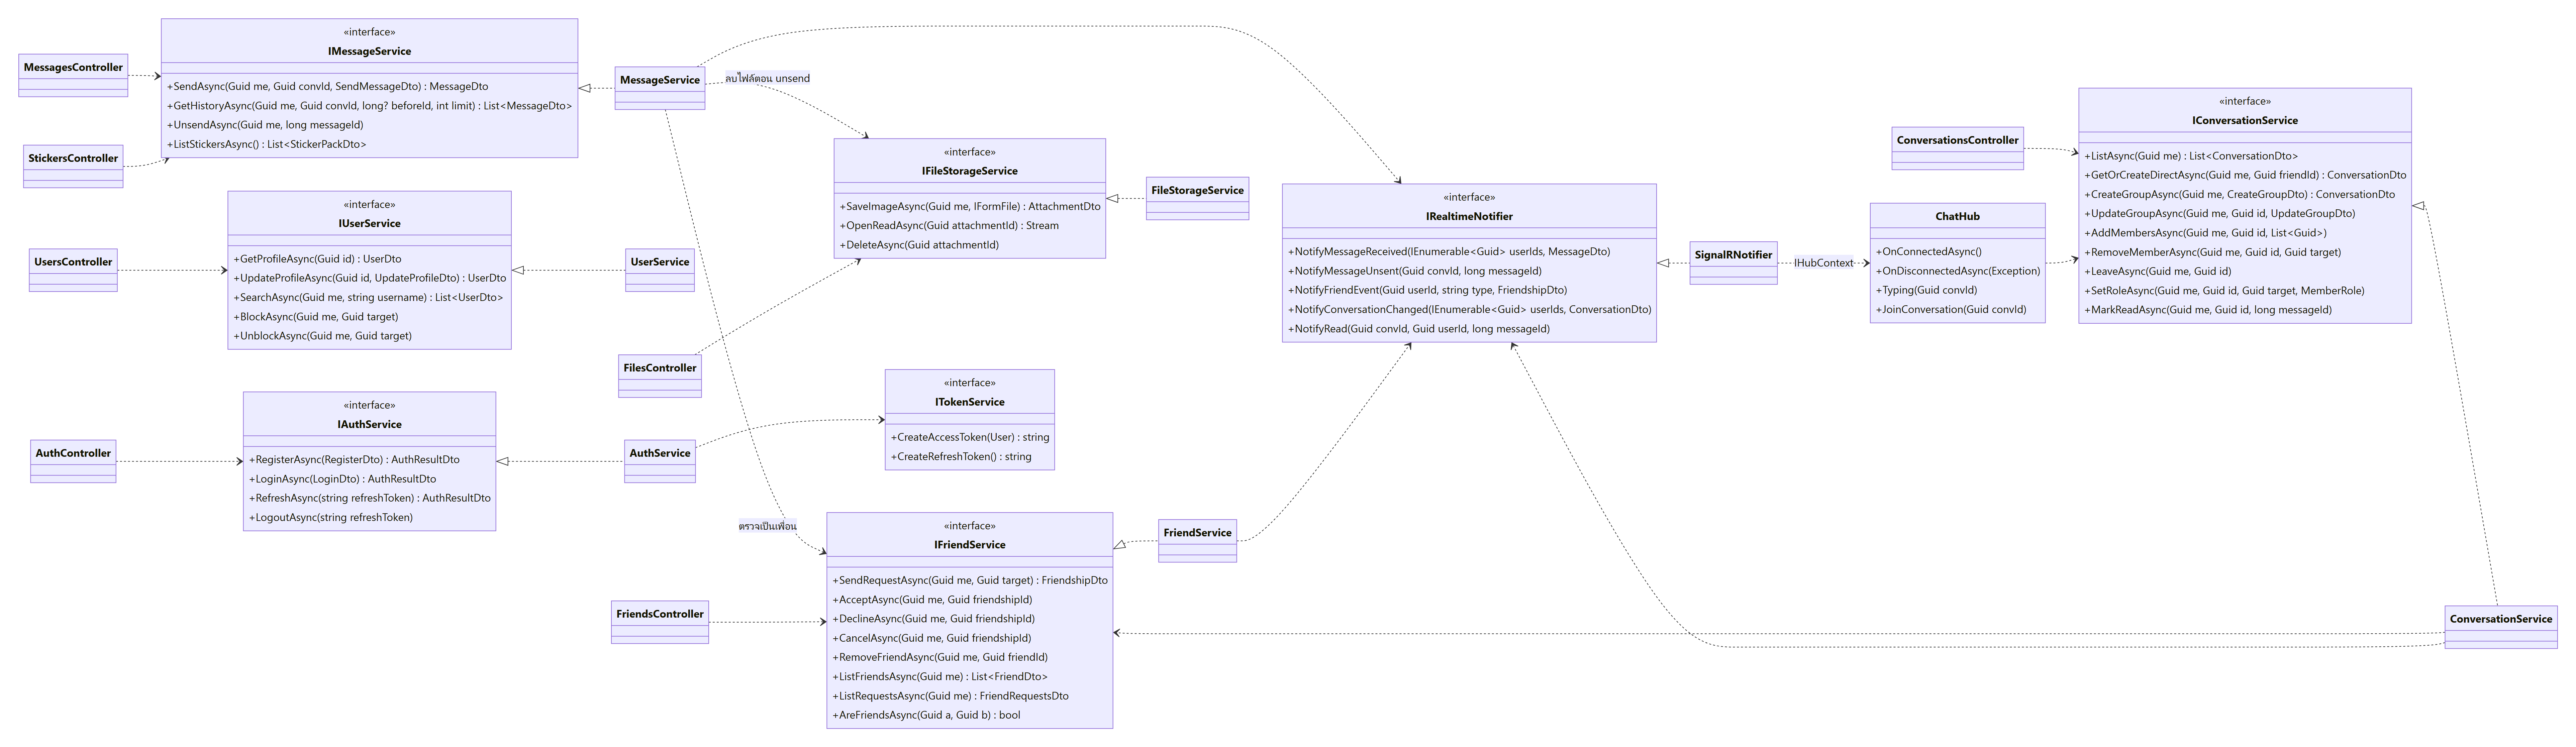 MessagesController
StickersController
«interface»
IMessageService
+SendAsync(Guid me, Guid convId, SendMessageDto) : MessageDto
+GetHistoryAsync(Guid me, Guid convId, long? beforeId, int limit) : List<MessageDto>
+UnsendAsync(Guid me, long messageId)
+ListStickersAsync() : List<StickerPackDto>
MessageService
ลบไฟล์ตอน unsend
UsersController
«interface»
IUserService
+GetProfileAsync(Guid id) : UserDto
+UpdateProfileAsync(Guid id, UpdateProfileDto) : UserDto
+SearchAsync(Guid me, string username) : List<UserDto>
+BlockAsync(Guid me, Guid target)
+UnblockAsync(Guid me, Guid target)
UserService
AuthController
«interface»
IAuthService
+RegisterAsync(RegisterDto) : AuthResultDto
+LoginAsync(LoginDto) : AuthResultDto
+RefreshAsync(string refreshToken) : AuthResultDto
+LogoutAsync(string refreshToken)
AuthService
FilesController
«interface»
IFileStorageService
+SaveImageAsync(Guid me, IFormFile) : AttachmentDto
+OpenReadAsync(Guid attachmentId) : Stream
+DeleteAsync(Guid attachmentId)
FileStorageService
«interface»
ITokenService
+CreateAccessToken(User) : string
+CreateRefreshToken() : string
ตรวจเป็นเพื่อน
FriendsController
«interface»
IFriendService
+SendRequestAsync(Guid me, Guid target) : FriendshipDto
+AcceptAsync(Guid me, Guid friendshipId)
+DeclineAsync(Guid me, Guid friendshipId)
+CancelAsync(Guid me, Guid friendshipId)
+RemoveFriendAsync(Guid me, Guid friendId)
+ListFriendsAsync(Guid me) : List<FriendDto>
+ListRequestsAsync(Guid me) : FriendRequestsDto
+AreFriendsAsync(Guid a, Guid b) : bool
FriendService
«interface»
IRealtimeNotifier
+NotifyMessageReceived(IEnumerable<Guid> userIds, MessageDto)
+NotifyMessageUnsent(Guid convId, long messageId)
+NotifyFriendEvent(Guid userId, string type, FriendshipDto)
+NotifyConversationChanged(IEnumerable<Guid> userIds, ConversationDto)
+NotifyRead(Guid convId, Guid userId, long messageId)
SignalRNotifier
IHubContext
ChatHub
+OnConnectedAsync()
+OnDisconnectedAsync(Exception)
+Typing(Guid convId)
+JoinConversation(Guid convId)
ConversationsController
«interface»
IConversationService
+ListAsync(Guid me) : List<ConversationDto>
+GetOrCreateDirectAsync(Guid me, Guid friendId) : ConversationDto
+CreateGroupAsync(Guid me, CreateGroupDto) : ConversationDto
+UpdateGroupAsync(Guid me, Guid id, UpdateGroupDto)
+AddMembersAsync(Guid me, Guid id, List<Guid>)
+RemoveMemberAsync(Guid me, Guid id, Guid target)
+LeaveAsync(Guid me, Guid id)
+SetRoleAsync(Guid me, Guid id, Guid target, MemberRole)
+MarkReadAsync(Guid me, Guid id, long messageId)
ConversationService